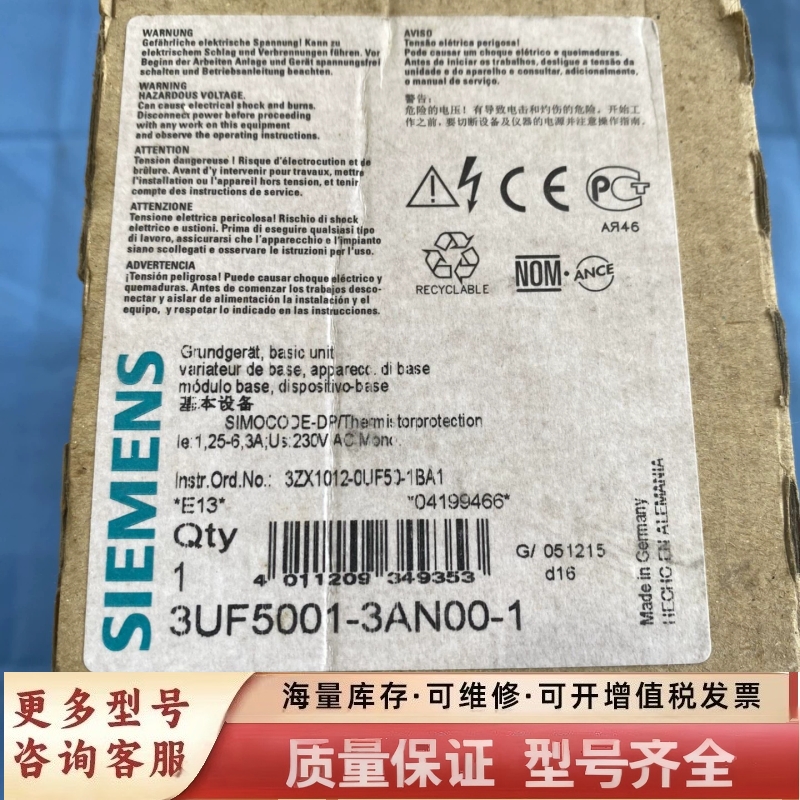 WARNUNG
Gefährliche elektrische Spannung! Kann zu
elektrischem Schlag und Verbrennungen führen. Vor
Beginn der Arbeiten Anlage und Gerät spannungsfrei
schalten und Betriebsanleitung beachten.
WARNING
HAZARDOUS VOLTAGE.
Can cause electrical shock and burns.
Disconnect power before proceeding
with any work on this equipment
and observe the operating instructions.
ATTENTION
Tension dangereuse ! Risque d'électrocution et de
brûlure. Avant d'y intervenir pour travaux, mettre
l'installation ou l'appareil hors tension, et tenir
compte des instructions de service.
ATTENZIONE
Tensione elettrica pericolosa! Rischio di shock
elettrico e ustioni. Prima di eseguire qualsiasi tipo
di lavoro, assicurarsi che l'apparecchio e l'impianto
siano scollegati e osservare le istruzioni per l'uso.
ADVERTENCIA
¡Tensión peligrosa! Puede causar choque eléctrico y
quemaduras. Antes de comenzar los trabajos desco-
nectar y aislar de alimentación la instalación y el
equipo, y respetar lo indicado en las instrucciones.
AVISO
Tensão elétrica perigosa!
Pode causar um choque elétrico e queimaduras.
Antes de iniciar os trabalhos, desligue a tensão da
unidade e do aparelho e consultar, adicionalmente,
o manual de serviço.
警告:
危险的电压! 有导致电击和灼伤的危险。开始工
作之前,要切断设备及仪器的电源并注意操作指南。
CE
РСТ
АЯ46
RECYCLABLE
NOM·ANCE
SIEMENS
Grundgerät, basic unit
variateur de base, apparecc. di base
módulo base, dispositivo-base
基本设备
SIMOCODE-DP/Thermistorprotection
Ie:1,25-6,3A;Us:230V AC Mono.
Instr.Ord.No.: 3ZX1012-0UF50-1BA1
*E13* *04199466*
Qty
1
4 011209 349353
G/ 051215
d16
Made in Germany
HECHO EN ALEMANIA
3UF5001-3AN00-1
更多型号
咨询客服
海量库存·可维修·可开增值税发票
质量保证 型号齐全